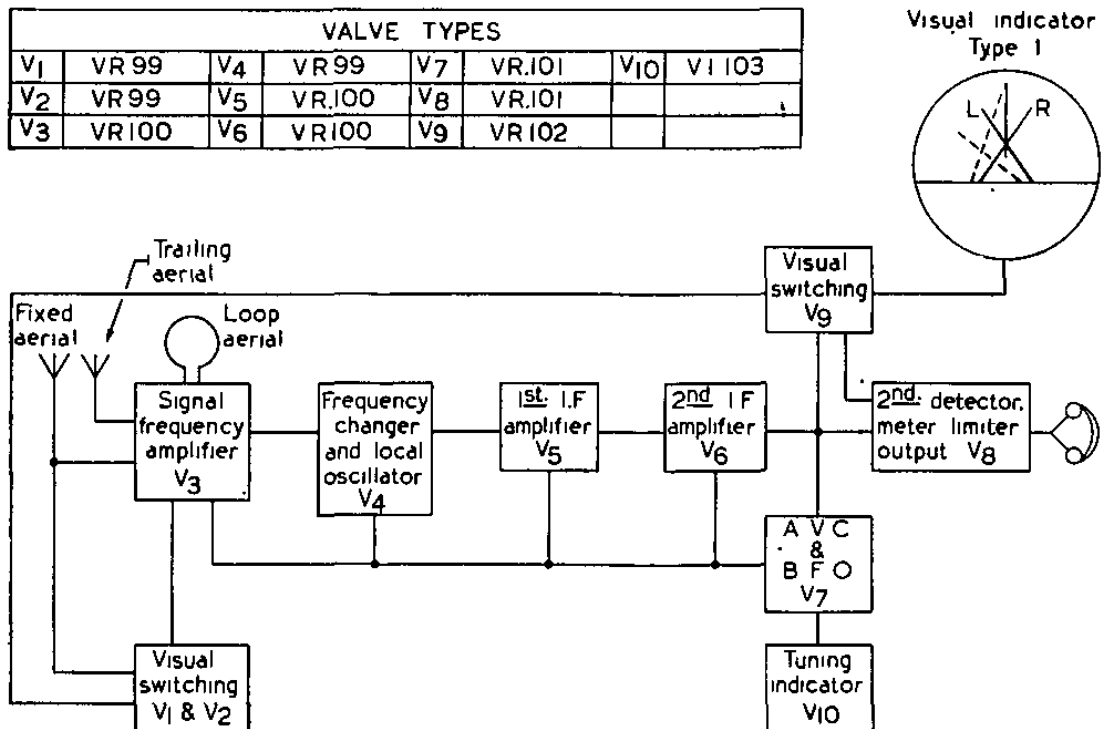 VALVE TYPES
V1 VR99 V4 VR99 V7 VR.101 V10 VI103
V2 VR99 V5 VR.100 V8 VR.101
V3 VR100 V6 VR100 V9 VR102
Visual indicator
Type 1
L R
Trailing
aerial
Fixed
aerial
Loop
aerial
Visual
switching
V9
Signal
frequency
amplifier
V3
Frequency
changer
and local
oscillator
V4
1st. I.F
amplifier
V5
2nd I F
amplifier
V6
2nd. detector.
meter limiter
output V8
A V C
&
B F O
V7
Visual
switching
V1 & V2
Tuning
indicator
V10